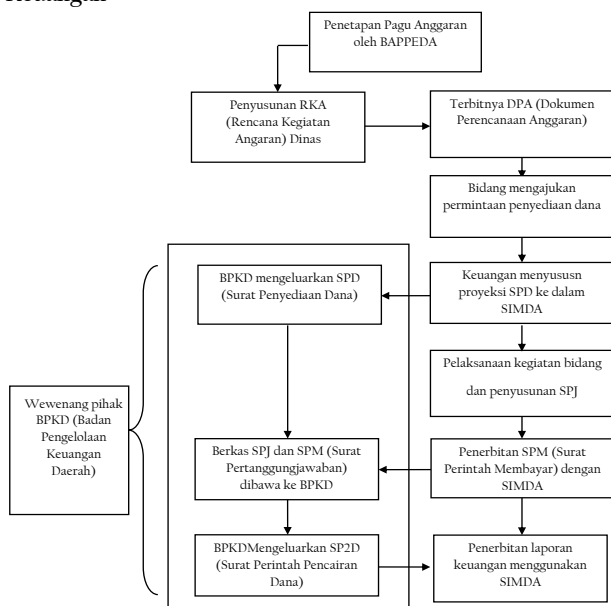 Penetapan Pagu Anggaran
oleh BAPPEDA
Penyusunan RKA
(Rencana Kegiatan
Angaran) Dinas
Terbitnya DPA (Dokumen
Perencanaan Anggaran)
Bidang mengajukan
permintaan penyediaan dana
BPKD mengeluarkan SPD
(Surat Penyediaan Dana)
Keuangan menyususn
proyeksi SPD ke dalam
SIMDA
Pelaksanaan kegiatan bidang
dan penyusunan SPJ
Wewenang pihak
BPKD (Badan
Pengelolaan
Keuangan
Daerah)
Berkas SPJ dan SPM (Surat
Pertanggungjawaban)
dibawa ke BPKD
Penerbitan SPM (Surat
Perintah Membayar) dengan
SIMDA
BPKDMengeluarkan SP2D
(Surat Perintah Pencairan
Dana)
Penerbitan laporan
keuangan menggunakan
SIMDA